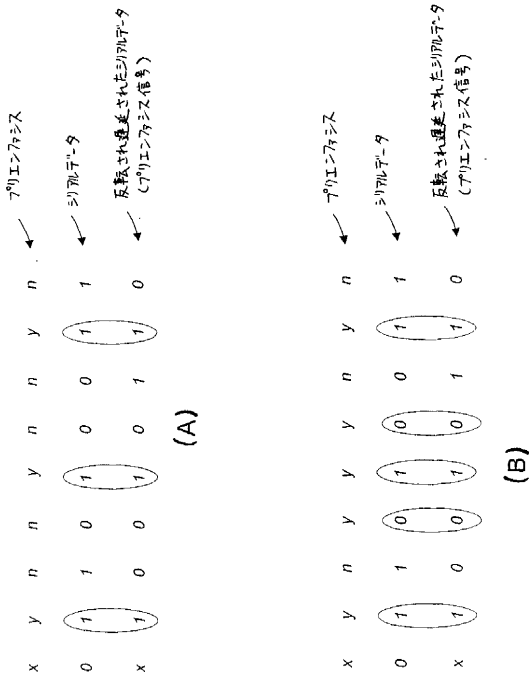 x y n n y n n y n プリエンファシス
0 1 1 0 1 0 0 1 1 シリアルデータ
x 1 0 0 1 0 1 1 0 反転され遅延されたシリアルデータ
(プリエンファシス信号)
(A)
x y n y y y n y n プリエンファシス
0 1 1 0 1 0 0 1 1 シリアルデータ
x 1 0 0 1 0 1 1 0 反転され遅延されたシリアルデータ
(プリエンファシス信号)
(B)